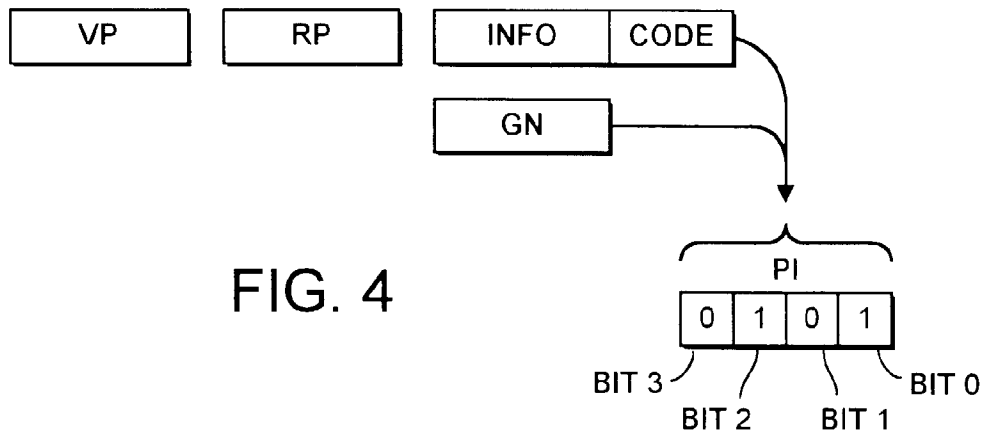 VP RP INFO CODE
GN
FIG. 4
PI
0 1 0 1
BIT 3 BIT 2 BIT 1 BIT 0